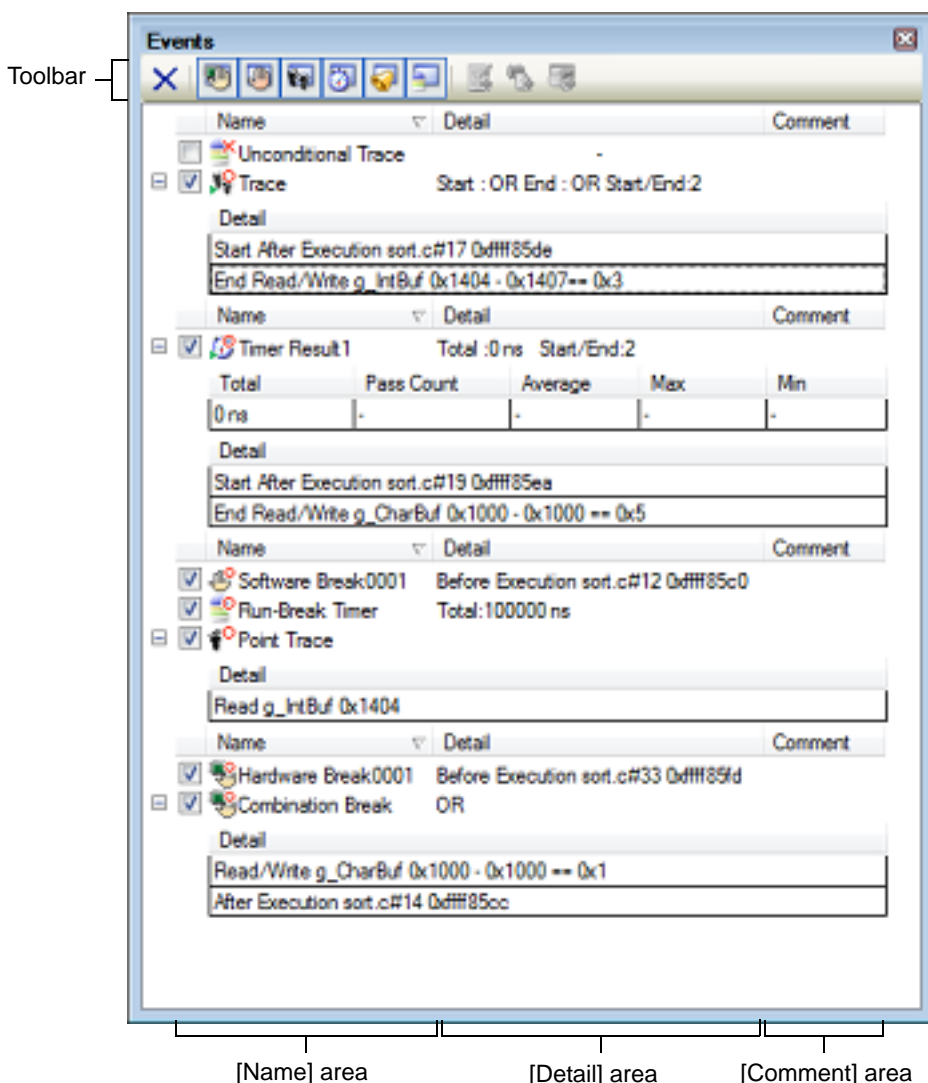 Events
Toolbar
Name Detail Comment
Unconditional Trace -
Trace Start : OR End : OR Start/End:2
Detail
Start After Execution sort.c#17 0xffff85de
End Read/Write g_IntBuf 0x1404 - 0x1407== 0x3
Name Detail Comment
Timer Result1 Total :0 ns Start/End:2
Total Pass Count Average Max Min
0 ns - - - -
Detail
Start After Execution sort.c#19 0xffff85ea
End Read/Write g_CharBuf 0x1000 - 0x1000 == 0x5
Name Detail Comment
Software Break0001 Before Execution sort.c#12 0xffff85c0
Run-Break Timer Total:100000 ns
Point Trace
Detail
Read g_IntBuf 0x1404
Name Detail Comment
Hardware Break0001 Before Execution sort.c#33 0xffff85fd
Combination Break OR
Detail
Read/Write g_CharBuf 0x1000 - 0x1000 == 0x1
After Execution sort.c#14 0xffff85cc
[Name] area [Detail] area [Comment] area